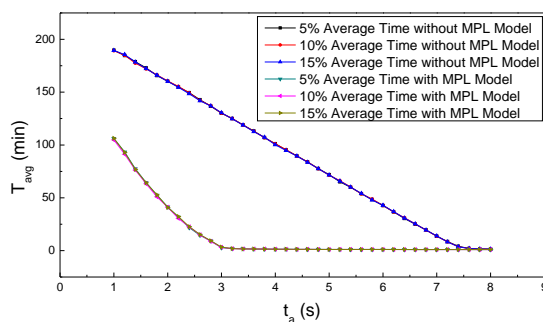 5% Average Time without MPL Model
10% Average Time without MPL Model
15% Average Time without MPL Model
5% Average Time with MPL Model
10% Average Time with MPL Model
15% Average Time with MPL Model
200
150
100
50
0
T_avg (min)
0 1 2 3 4 5 6 7 8 9
t_a (s)